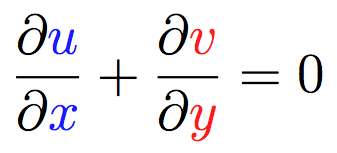 ∂u/∂x + ∂v/∂y = 0